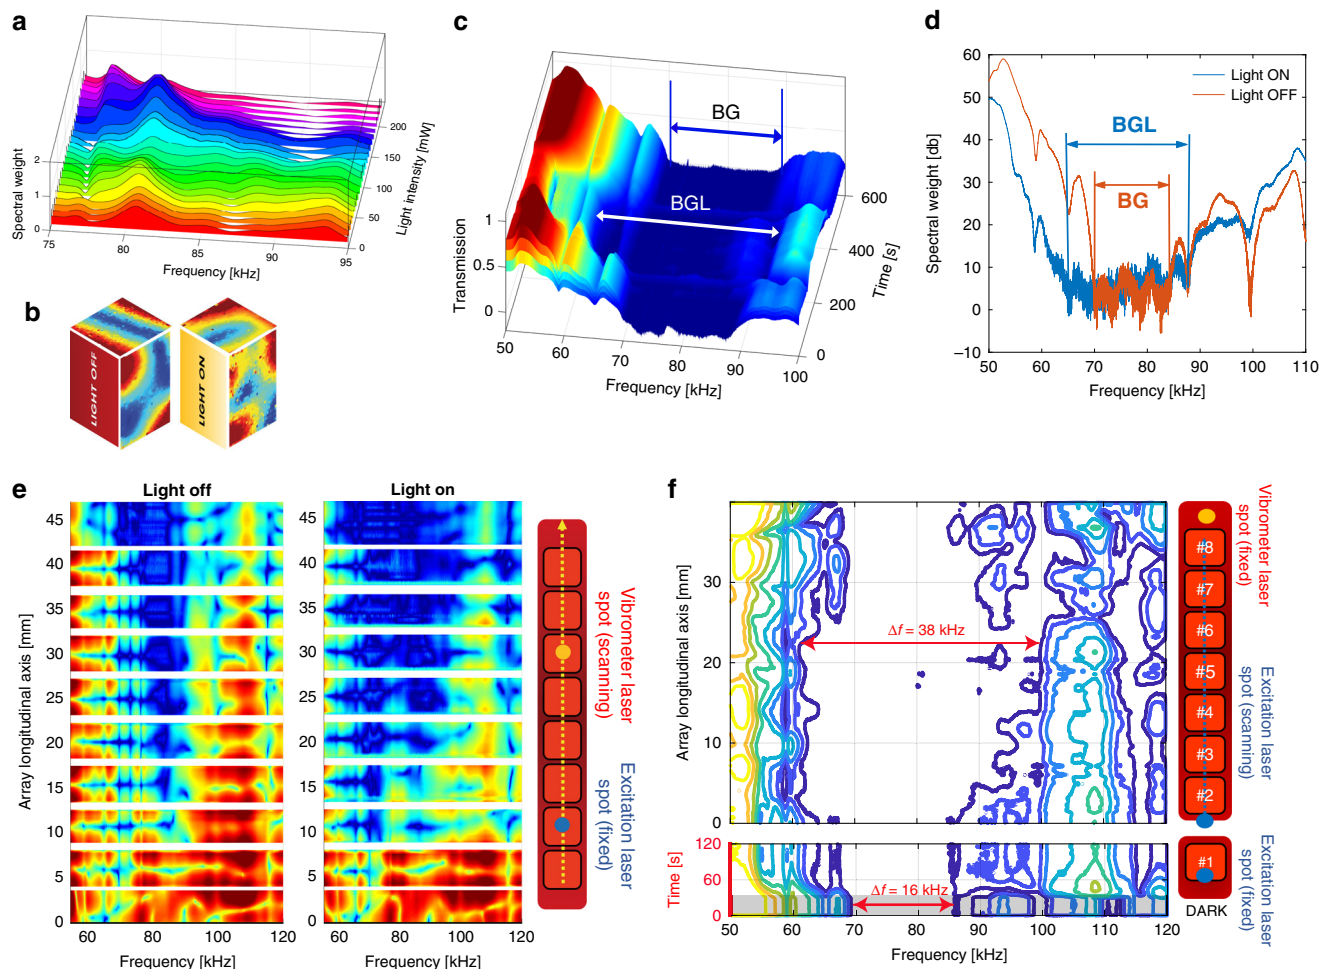 a
Spectral weight
2
1
0
75
80
85
90
95
Frequency [kHz]
0
50
100
150
200
Light intensity [mW]
b
LIGHT OFF
LIGHT ON
c
BG
BGL
Transmission
1
0.5
0
50
60
70
80
90
100
Frequency [kHz]
0
200
400
600
Time [s]
d
Spectral weight [db]
60
50
40
30
20
10
0
–10
Light ON
Light OFF
BGL
BG
50 60 70 80 90 100 110
Frequency [kHz]
e
Light off
Light on
Array longitudinal axis [mm]
45
40
35
30
25
20
15
10
5
0
60 80 100 120
60 80 100 120
Frequency [kHz]
Frequency [kHz]
Vibrometer laser
spot (scanning)
Excitation laser
spot (fixed)
f
Array longitudinal axis [mm]
30
20
10
0
Δf = 38 kHz
Time [s]
120
60
0
Δf = 16 kHz
50 60 70 80 90 100 110 120
Frequency [kHz]
#8
#7
#6
#5
#4
#3
#2
#1
DARK
Vibrometer laser
spot (fixed)
Excitation laser
spot (scanning)
Excitation laser
spot (fixed)